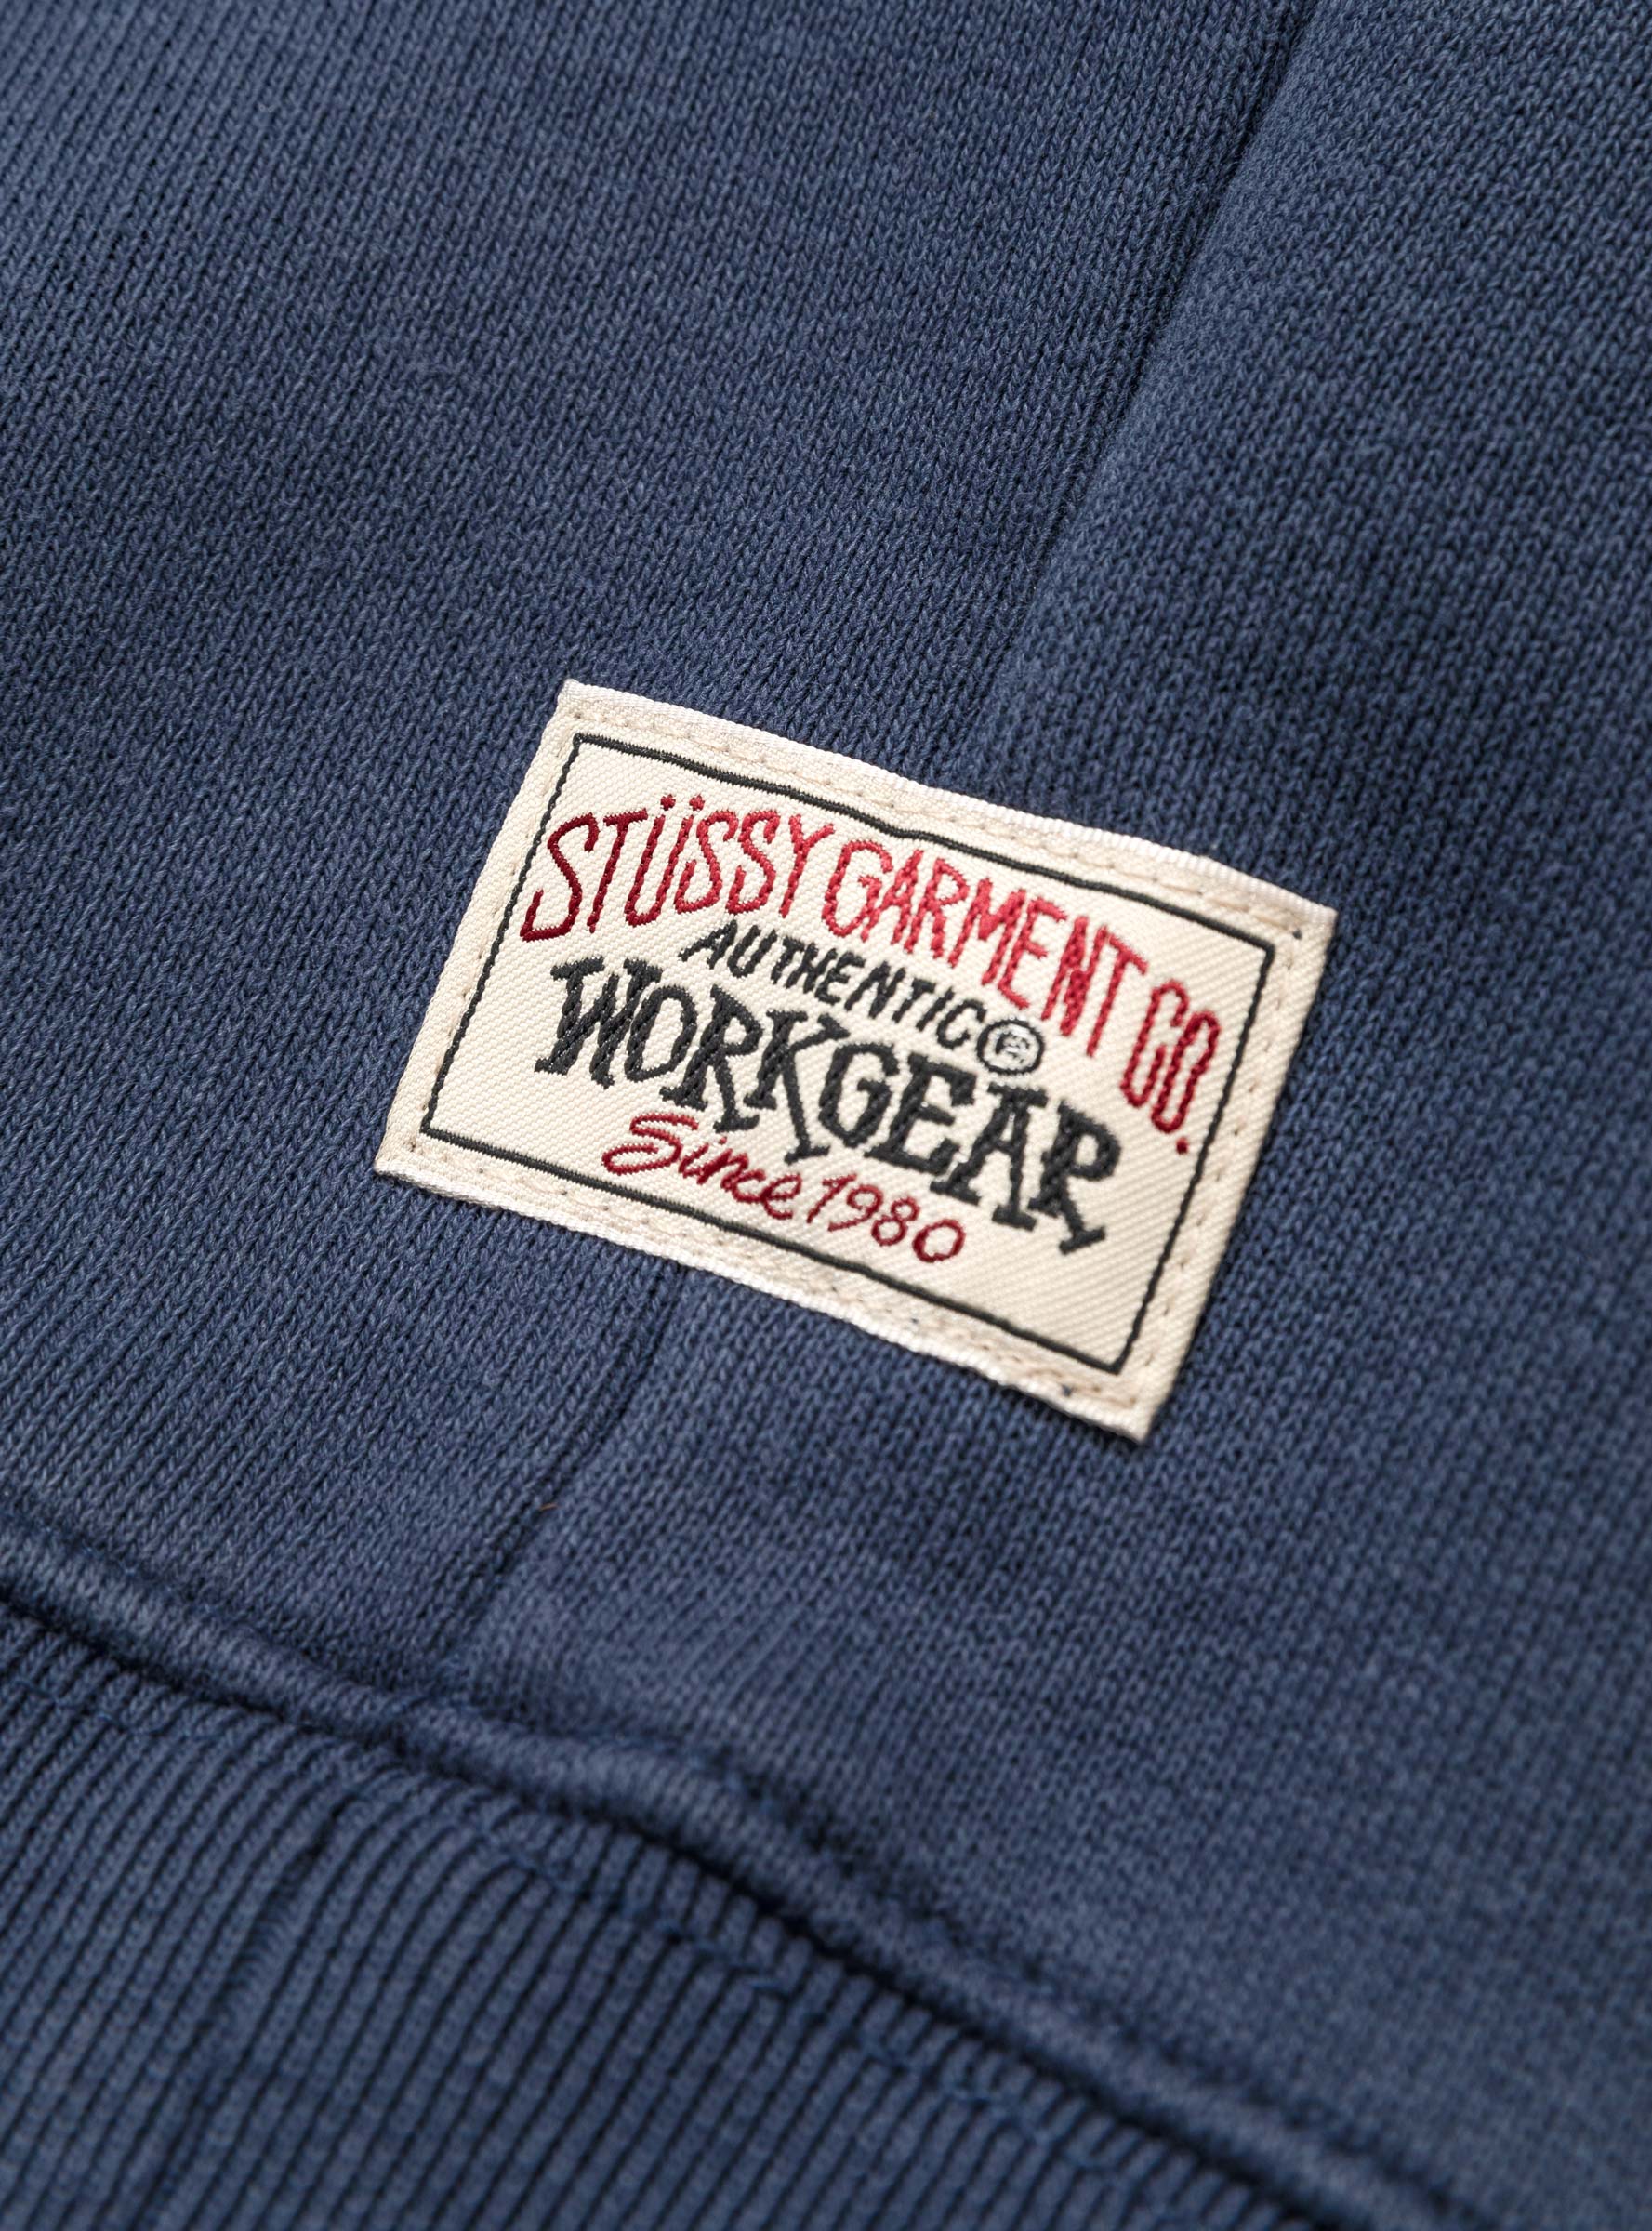 STÜSSY GARMENT CO.
AUTHENTIC®
WORKGEAR
Since 1980